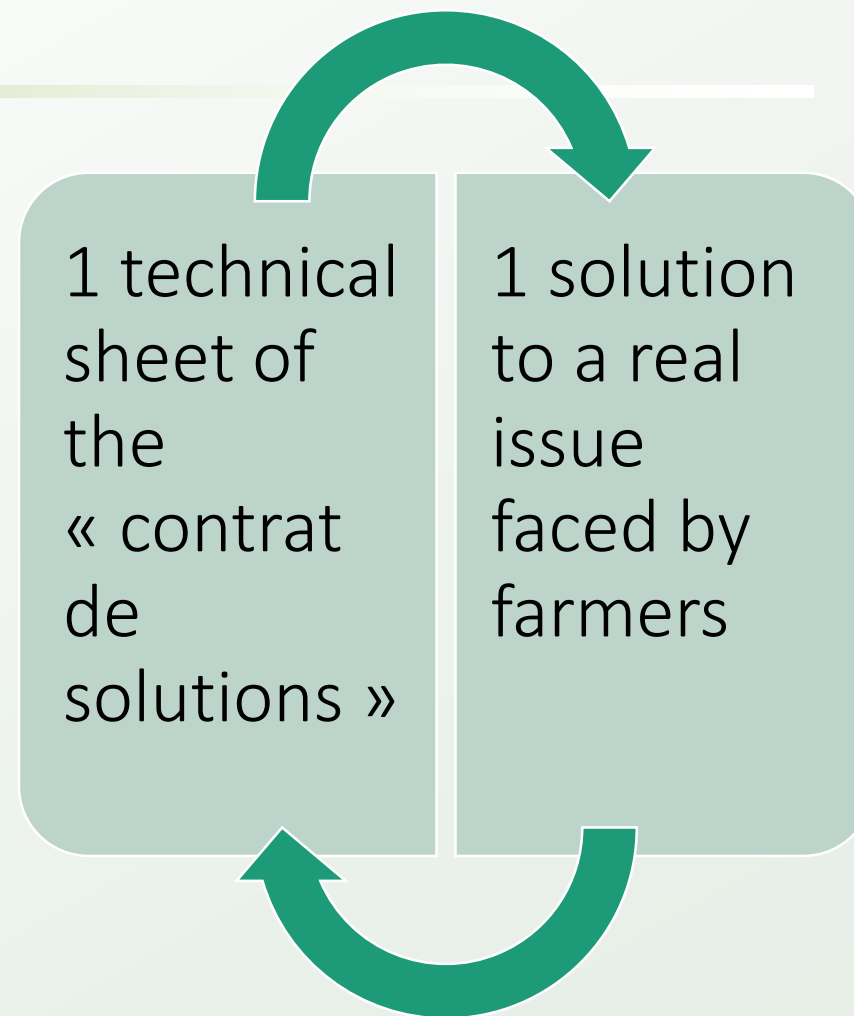 1 technical
sheet of
the
« contrat
de
solutions »
1 solution
to a real
issue
faced by
farmers